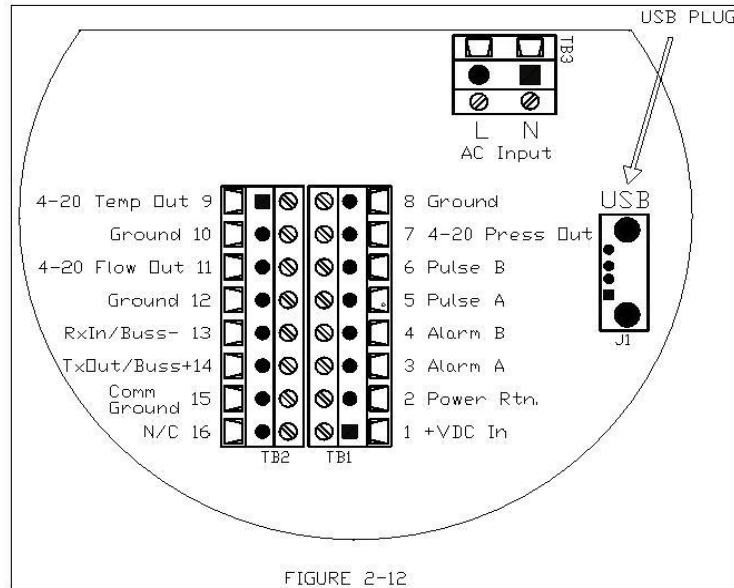 USB PLUG
TB3
L N
AC Input
USB
J1
4-20 Temp Out 9
Ground 10
4-20 Flow Out 11
Ground 12
RxIn/Buss- 13
TxOut/Buss+14
Comm
Ground 15
N/C 16
8 Ground
7 4-20 Press Out
6 Pulse B
5 Pulse A
4 Alarm B
3 Alarm A
2 Power Rtn.
1 +VDC In
TB2
TB1
FIGURE 2-12